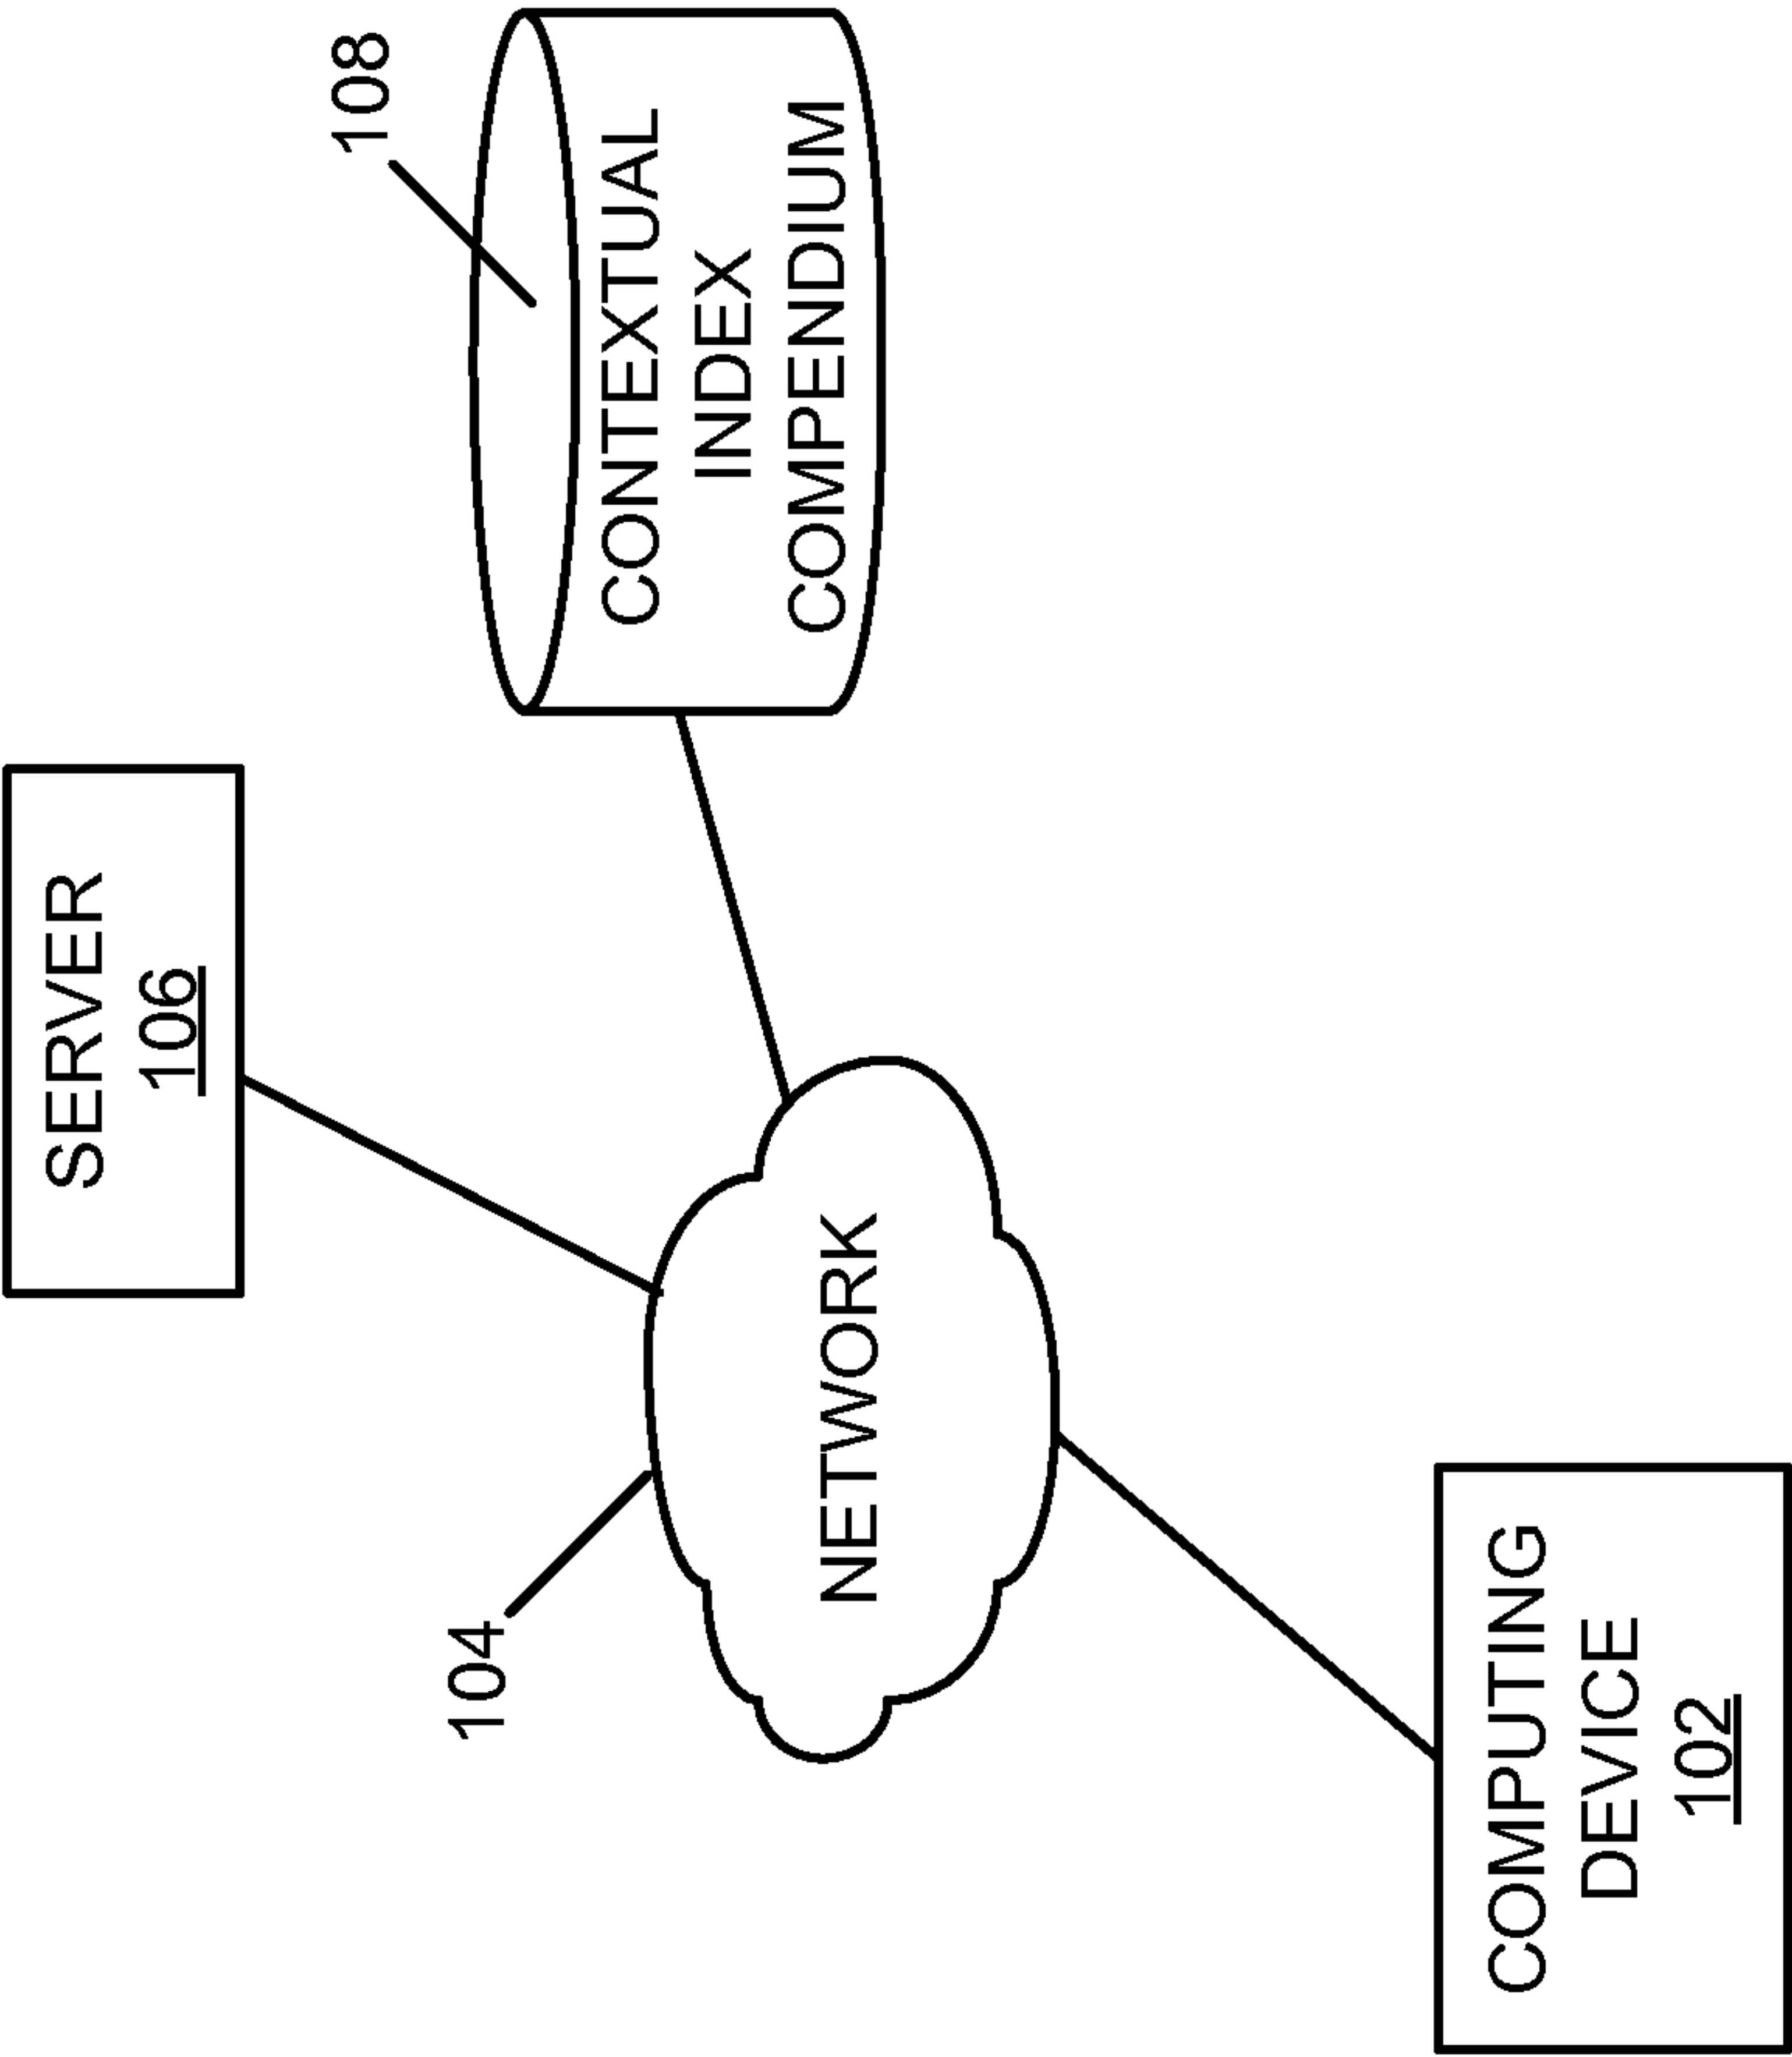 SERVER
106
108
CONTEXTUAL
INDEX
COMPENDIUM
104
NETWORK
COMPUTING
DEVICE
102